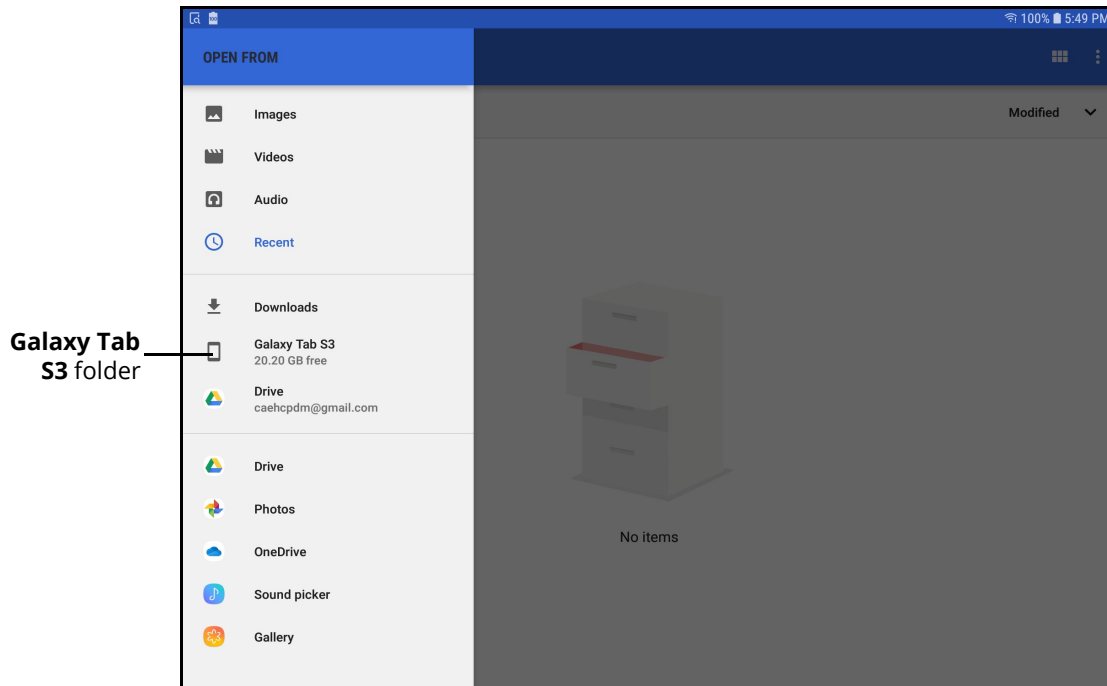 100% 5:49 PM
OPEN FROM
Images
Modified
Videos
Audio
Recent
Downloads
Galaxy Tab
S3 folder
Galaxy Tab S3
20.20 GB free
Drive
caehcpdm@gmail.com
Drive
Photos
No items
OneDrive
Sound picker
Gallery